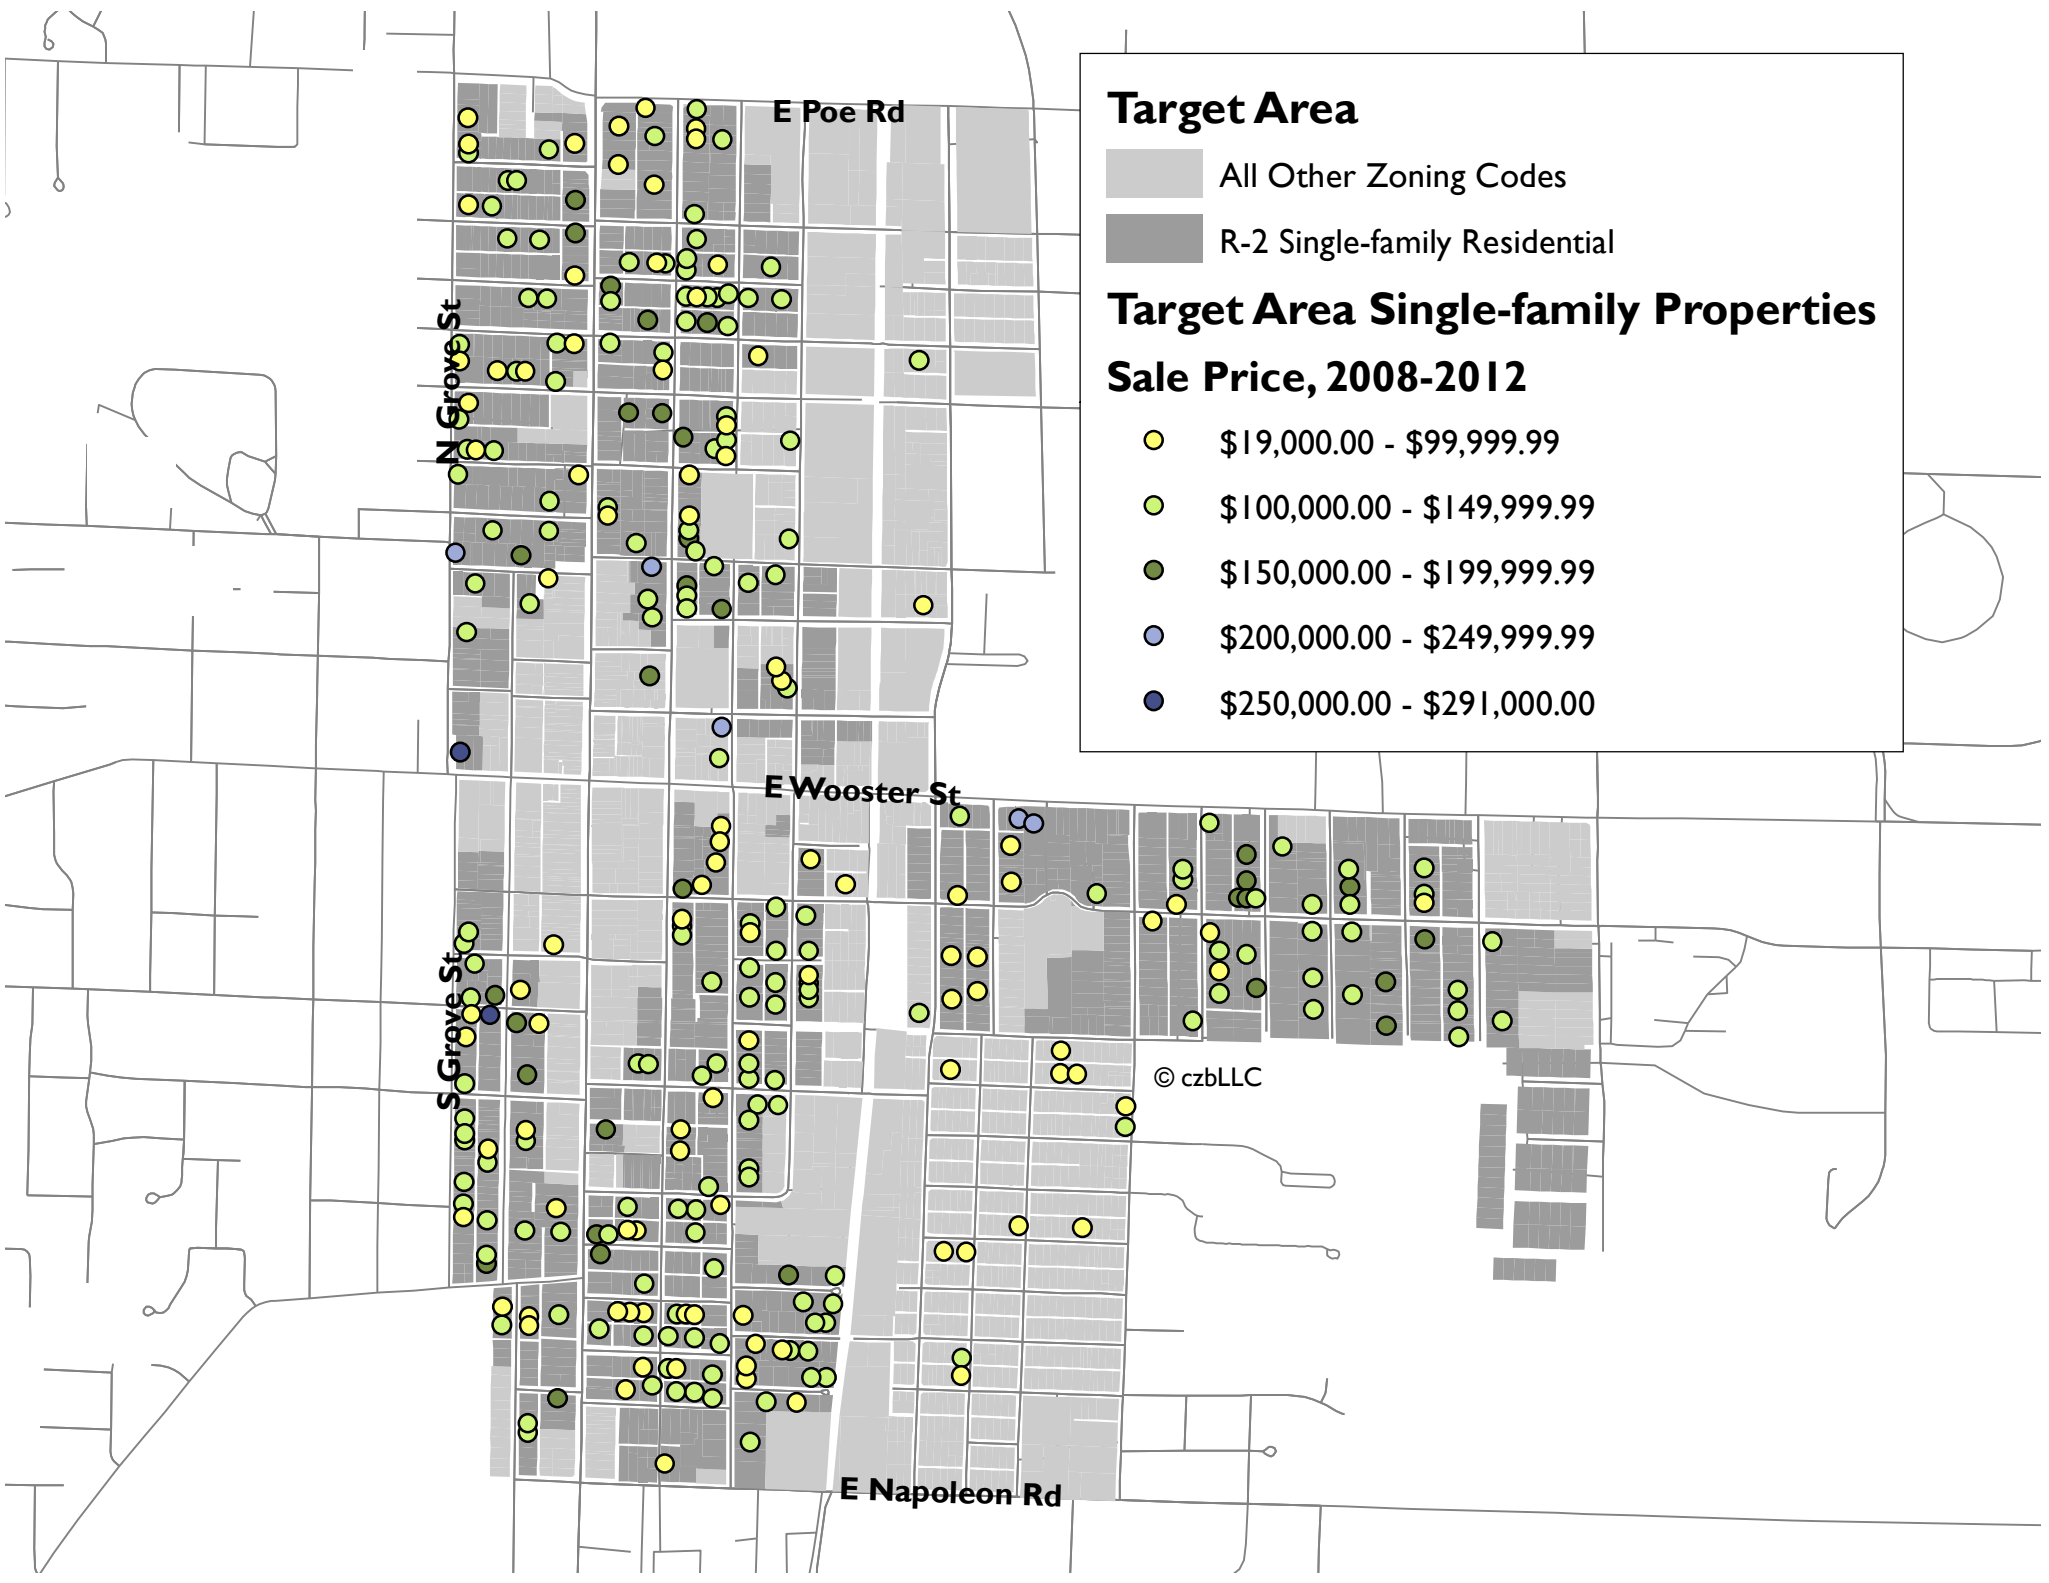 E Poe Rd
Target Area
All Other Zoning Codes
R-2 Single-family Residential
Target Area Single-family Properties
Sale Price, 2008-2012
$19,000.00 - $99,999.99
$100,000.00 - $149,999.99
$150,000.00 - $199,999.99
$200,000.00 - $249,999.99
$250,000.00 - $291,000.00
N Grove St
E Wooster St
S Grove St
© czbLLC
E Napoleon Rd